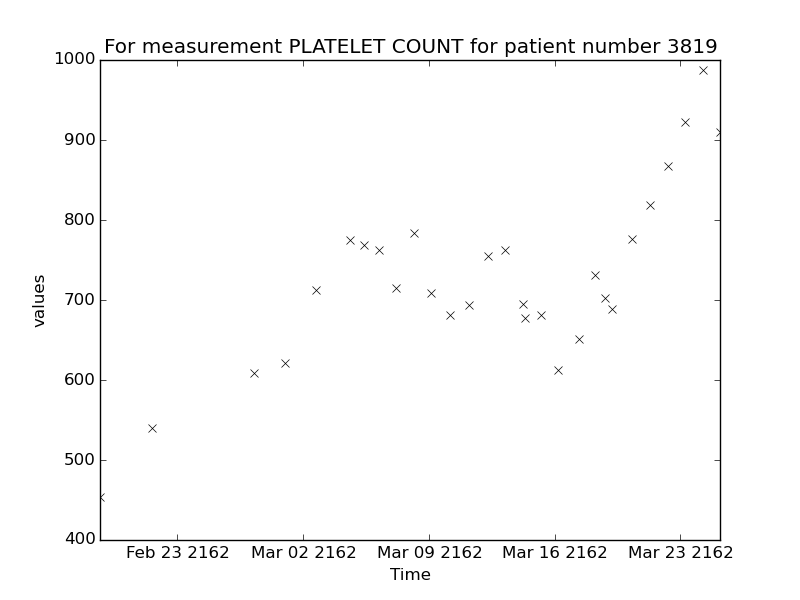 For measurement PLATELET COUNT for patient number 3819
1000
900
800
700
600
500
400
values
Feb 23 2162 Mar 02 2162 Mar 09 2162 Mar 16 2162 Mar 23 2162
Time